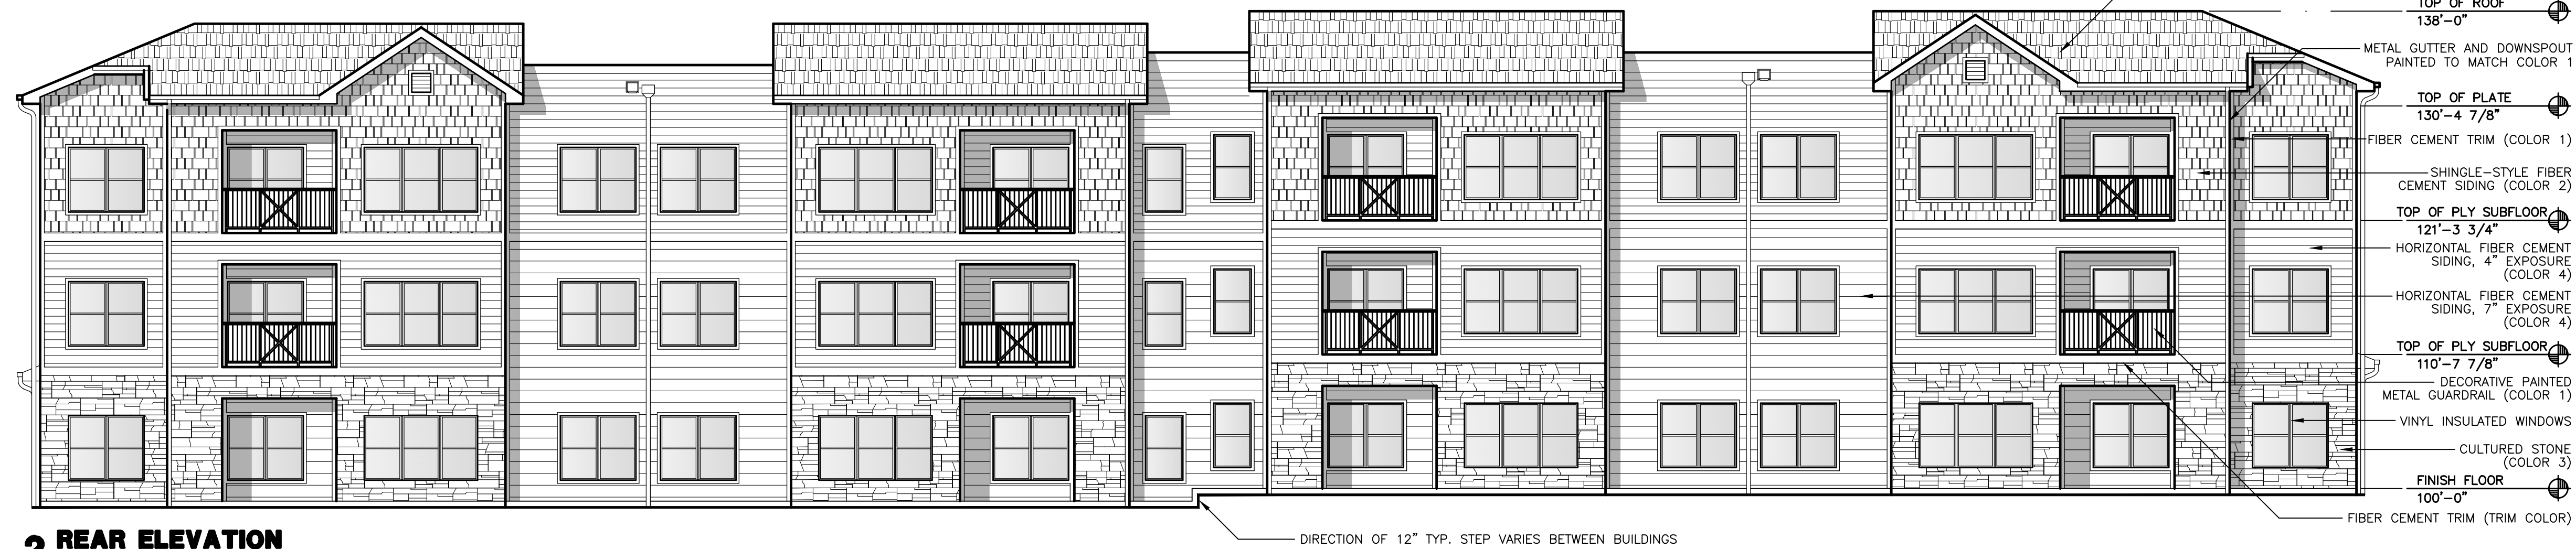 TOP OF ROOF
138'-0"
METAL GUTTER AND DOWNSPOUT
PAINTED TO MATCH COLOR 1
TOP OF PLATE
130'-4 7/8"
FIBER CEMENT TRIM (COLOR 1)
SHINGLE-STYLE FIBER
CEMENT SIDING (COLOR 2)
TOP OF PLY SUBFLOOR
121'-3 3/4"
HORIZONTAL FIBER CEMENT
SIDING, 4" EXPOSURE
(COLOR 4)
HORIZONTAL FIBER CEMENT
SIDING, 7" EXPOSURE
(COLOR 4)
TOP OF PLY SUBFLOOR
110'-7 7/8"
DECORATIVE PAINTED
METAL GUARDRAIL (COLOR 1)
VINYL INSULATED WINDOWS
CULTURED STONE
(COLOR 3)
FINISH FLOOR
100'-0"
FIBER CEMENT TRIM (TRIM COLOR)
DIRECTION OF 12" TYP. STEP VARIES BETWEEN BUILDINGS
REAR ELEVATION